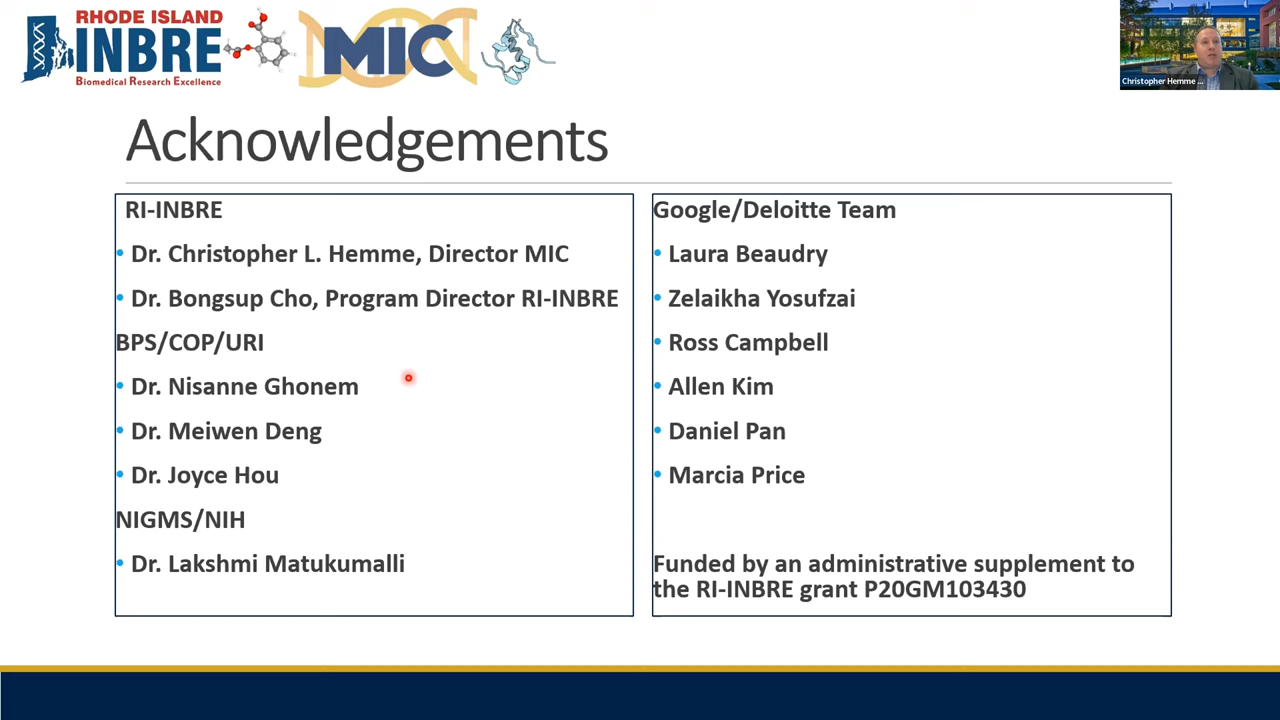 RHODE ISLAND
INBRE
Biomedical Research Excellence
MIC
Christopher Hemme ...
Acknowledgements
RI-INBRE
• Dr. Christopher L. Hemme, Director MIC
• Dr. Bongsup Cho, Program Director RI-INBRE
BPS/COP/URI
• Dr. Nisanne Ghonem
• Dr. Meiwen Deng
• Dr. Joyce Hou
NIGMS/NIH
• Dr. Lakshmi Matukumalli
Google/Deloitte Team
• Laura Beaudry
• Zelaikha Yosufzai
• Ross Campbell
• Allen Kim
• Daniel Pan
• Marcia Price
Funded by an administrative supplement to
the RI-INBRE grant P20GM103430